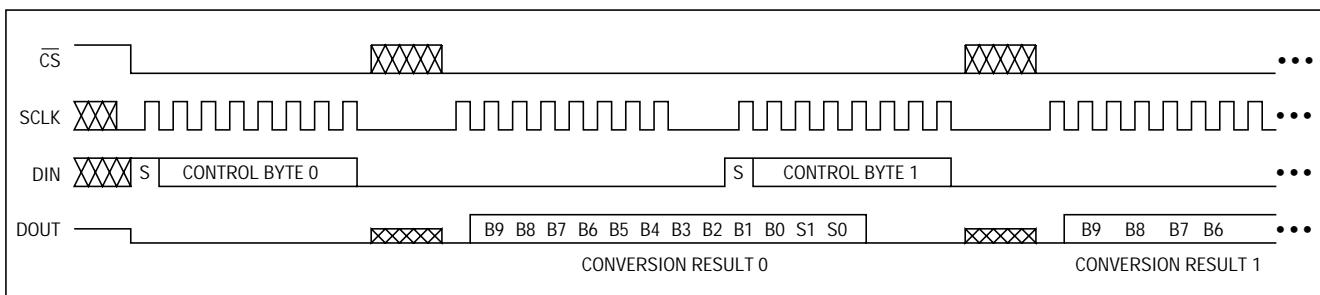 CS
SCLK
DIN S CONTROL BYTE 0 S CONTROL BYTE 1
DOUT B9 B8 B7 B6 B5 B4 B3 B2 B1 B0 S1 S0 B9 B8 B7 B6
CONVERSION RESULT 0 CONVERSION RESULT 1